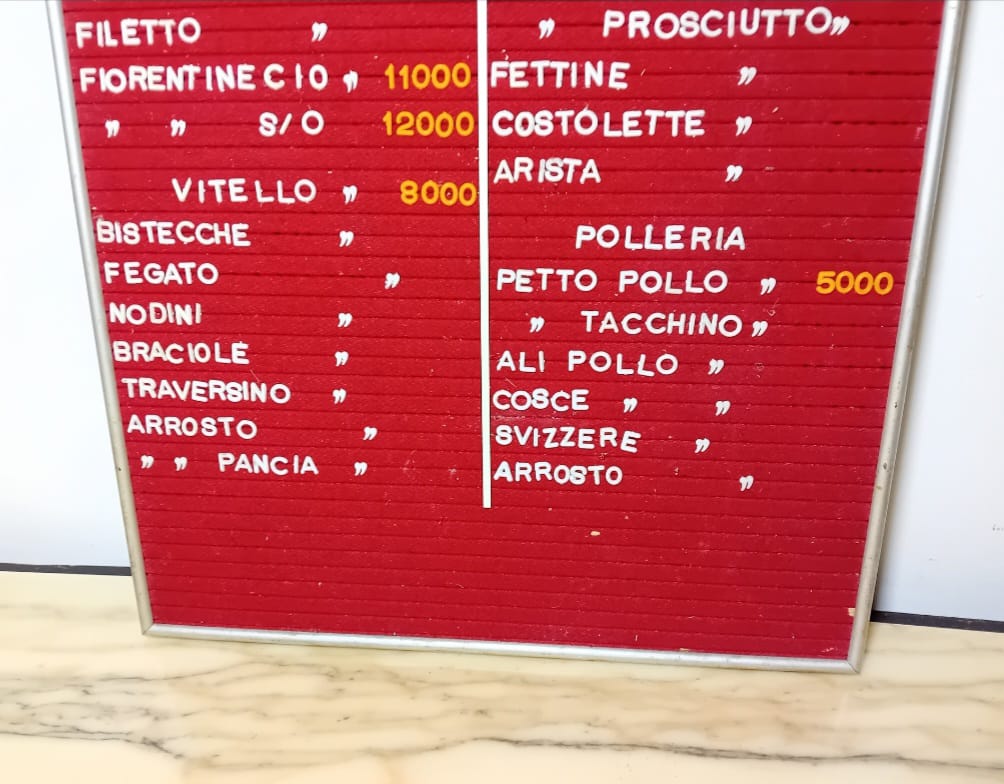 FILETTO „
FIORENTINE C/O „ 11000
„ „ S/O 12000
VITELLO „ 8000
BISTECCHE „
FEGATO „
NODINI „
BRACIOLE „
TRAVERSINO „
ARROSTO „
„ „ PANCIA „
„ PROSCIUTTO „
FETTINE „
COSTOLETTE „
ARISTA „
POLLERIA
PETTO POLLO „ 5000
„ TACCHINO „
ALI POLLO „
COSCE „ „
SVIZZERE „
ARROSTO „